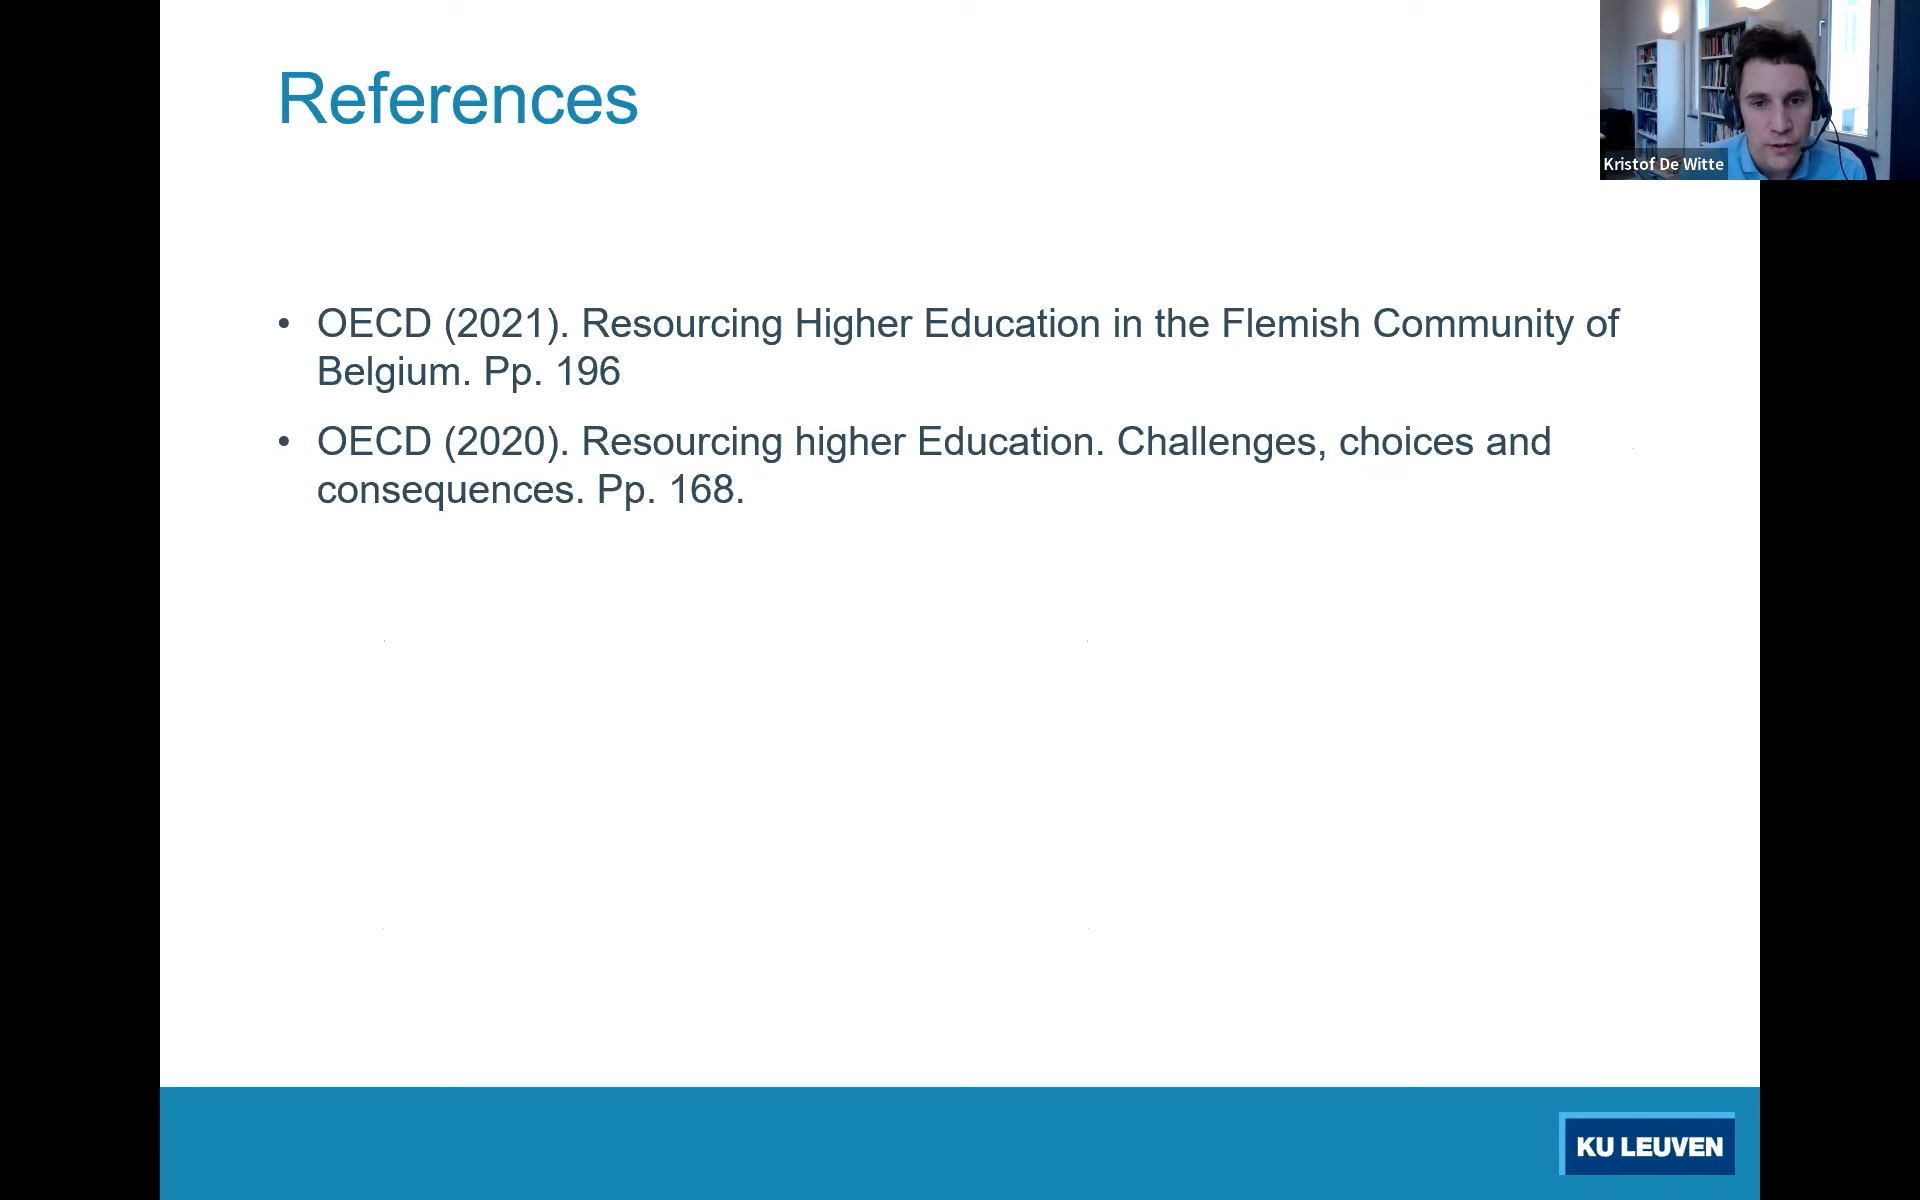 References
Kristof De Witte
• OECD (2021). Resourcing Higher Education in the Flemish Community of
Belgium. Pp. 196
• OECD (2020). Resourcing higher Education. Challenges, choices and
consequences. Pp. 168.
KU LEUVEN